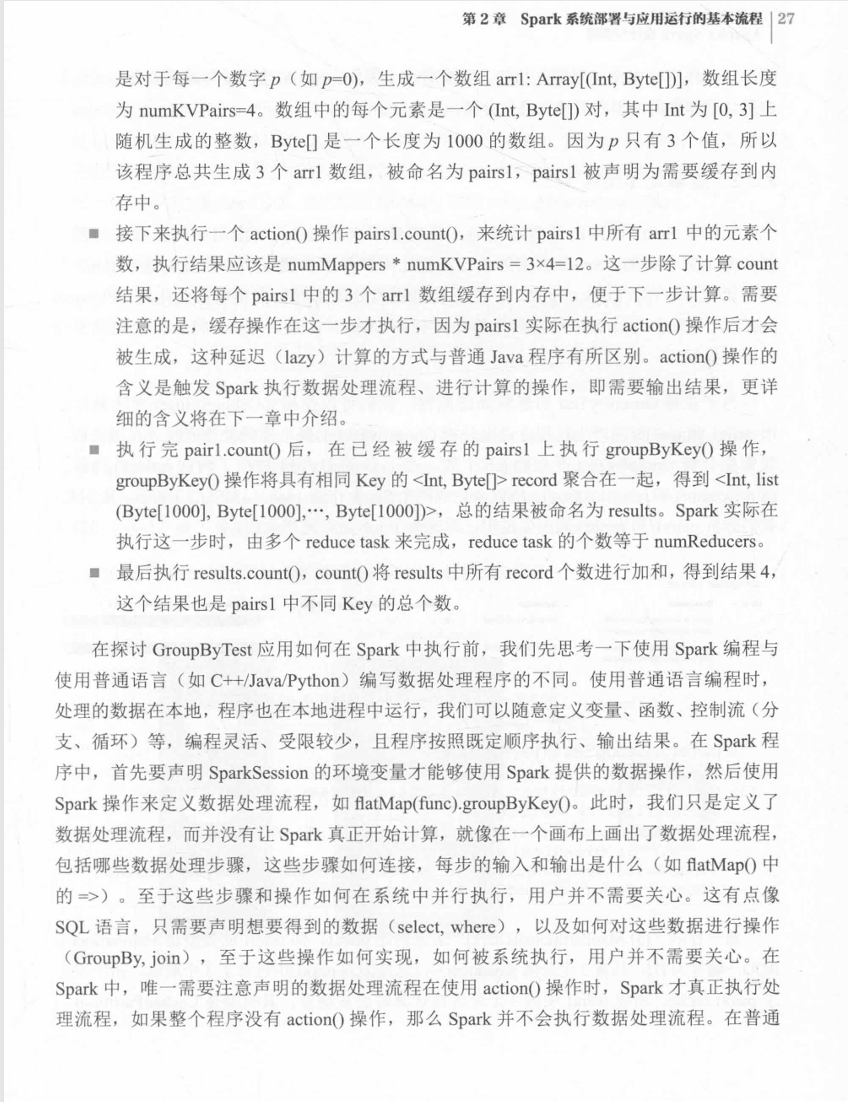 第 2 章 Spark 系统部署与应用运行的基本流程 27
是对于每一个数字 p（如 p=0)，生成一个数组 arr1: Array[(Int, Byte[])]，数组长度
为 numKVPairs=4。数组中的每个元素是一个 (Int, Byte[]) 对，其中 Int 为 [0, 3] 上
随机生成的整数，Byte[] 是一个长度为 1000 的数组。因为 p 只有 3 个值，所以
该程序总共生成 3 个 arr1 数组，被命名为 pairs1，pairs1 被声明为需要缓存到内
存中。
■ 接下来执行一个 action() 操作 pairs1.count()，来统计 pairs1 中所有 arr1 中的元素个
数，执行结果应该是 numMappers * numKVPairs = 3×4=12。这一步除了计算 count
结果，还将每个 pairs1 中的 3 个 arr1 数组缓存到内存中，便于下一步计算。需要
注意的是，缓存操作在这一步才执行，因为 pairs1 实际在执行 action() 操作后才会
被生成，这种延迟（lazy）计算的方式与普通 Java 程序有所区别。action() 操作的
含义是触发 Spark 执行数据处理流程、进行计算的操作，即需要输出结果，更详
细的含义将在下一章中介绍。
■ 执行完 pair1.count() 后，在已经被缓存的 pairs1 上执行 groupByKey() 操作，
groupByKey() 操作将具有相同 Key 的 <Int, Byte[]> record 聚合在一起，得到 <Int, list
(Byte[1000], Byte[1000],…, Byte[1000])>，总的结果被命名为 results。Spark 实际在
执行这一步时，由多个 reduce task 来完成，reduce task 的个数等于 numReducers。
■ 最后执行 results.count()，count() 将 results 中所有 record 个数进行加和，得到结果 4，
这个结果也是 pairs1 中不同 Key 的总个数。
在探讨 GroupByTest 应用如何在 Spark 中执行前，我们先思考一下使用 Spark 编程与
使用普通语言（如 C++/Java/Python）编写数据处理程序的不同。使用普通语言编程时，
处理的数据在本地，程序也在本地进程中运行，我们可以随意定义变量、函数、控制流（分
支、循环）等，编程灵活、受限较少，且程序按照既定顺序执行、输出结果。在 Spark 程
序中，首先要声明 SparkSession 的环境变量才能够使用 Spark 提供的数据操作，然后使用
Spark 操作来定义数据处理流程，如 flatMap(func).groupByKey()。此时，我们只是定义了
数据处理流程，而并没有让 Spark 真正开始计算，就像在一个画布上画出了数据处理流程，
包括哪些数据处理步骤，这些步骤如何连接，每步的输入和输出是什么（如 flatMap() 中
的 =>）。至于这些步骤和操作如何在系统中并行执行，用户并不需要关心。这有点像
SQL 语言，只需要声明想要得到的数据（select, where），以及如何对这些数据进行操作
（GroupBy, join），至于这些操作如何实现，如何被系统执行，用户并不需要关心。在
Spark 中，唯一需要注意声明的数据处理流程在使用 action() 操作时，Spark 才真正执行处
理流程，如果整个程序没有 action() 操作，那么 Spark 并不会执行数据处理流程。在普通